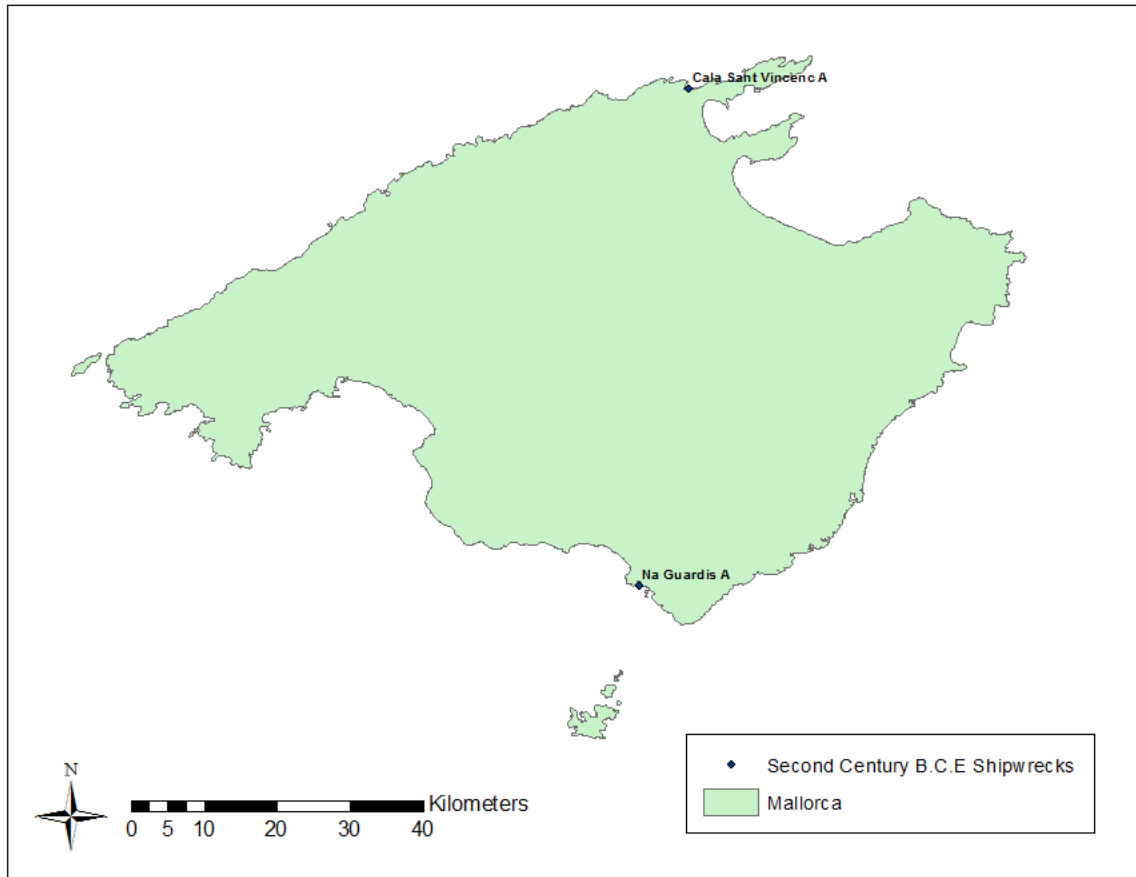 Cala Sant Vincenc A
Na Guardis A
N
Kilometers
0 5 10 20 30 40
Second Century B.C.E Shipwrecks
Mallorca